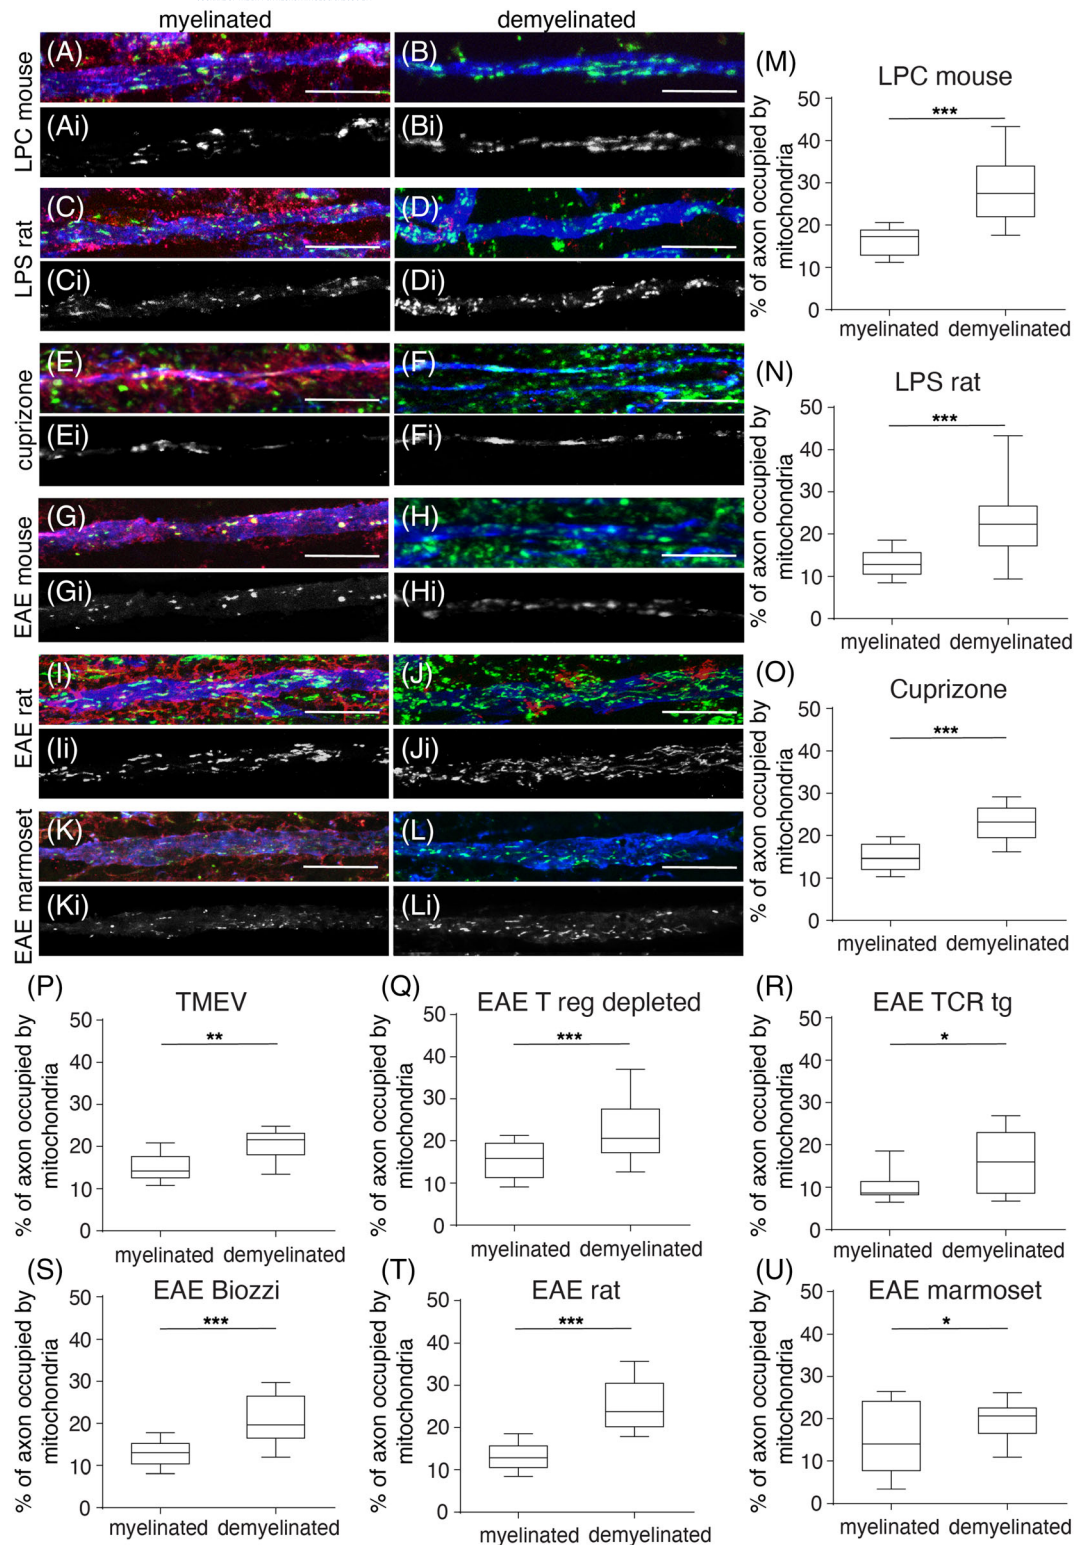 myelinated demyelinated
LPC mouse
(A) (B)
(Ai) (Bi)
LPS rat
(C) (D)
(Ci) (Di)
cuprizone
(E) (F)
(Ei) (Fi)
EAE mouse
(G) (H)
(Gi) (Hi)
EAE rat
(I) (J)
(Ii) (Ji)
EAE marmoset
(K) (L)
(Ki) (Li)
(M)
LPC mouse
% of axon occupied by
mitochondria
50
40
30
20
10
0
***
myelinated demyelinated
(N)
LPS rat
% of axon occupied by
mitochondria
50
40
30
20
10
0
***
myelinated demyelinated
(O)
Cuprizone
% of axon occupied by
mitochondria
50
40
30
20
10
0
***
myelinated demyelinated
(P)
TMEV
% of axon occupied by
mitochondria
50
40
30
20
10
0
**
myelinated demyelinated
(Q)
EAE T reg depleted
% of axon occupied by
mitochondria
50
40
30
20
10
0
***
myelinated demyelinated
(R)
EAE TCR tg
% of axon occupied by
mitochondria
50
40
30
20
10
0
*
myelinated demyelinated
(S)
EAE Biozzi
% of axon occupied by
mitochondria
50
40
30
20
10
0
***
myelinated demyelinated
(T)
EAE rat
% of axon occupied by
mitochondria
50
40
30
20
10
0
***
myelinated demyelinated
(U)
EAE marmoset
% of axon occupied by
mitochondria
50
40
30
20
10
0
*
myelinated demyelinated